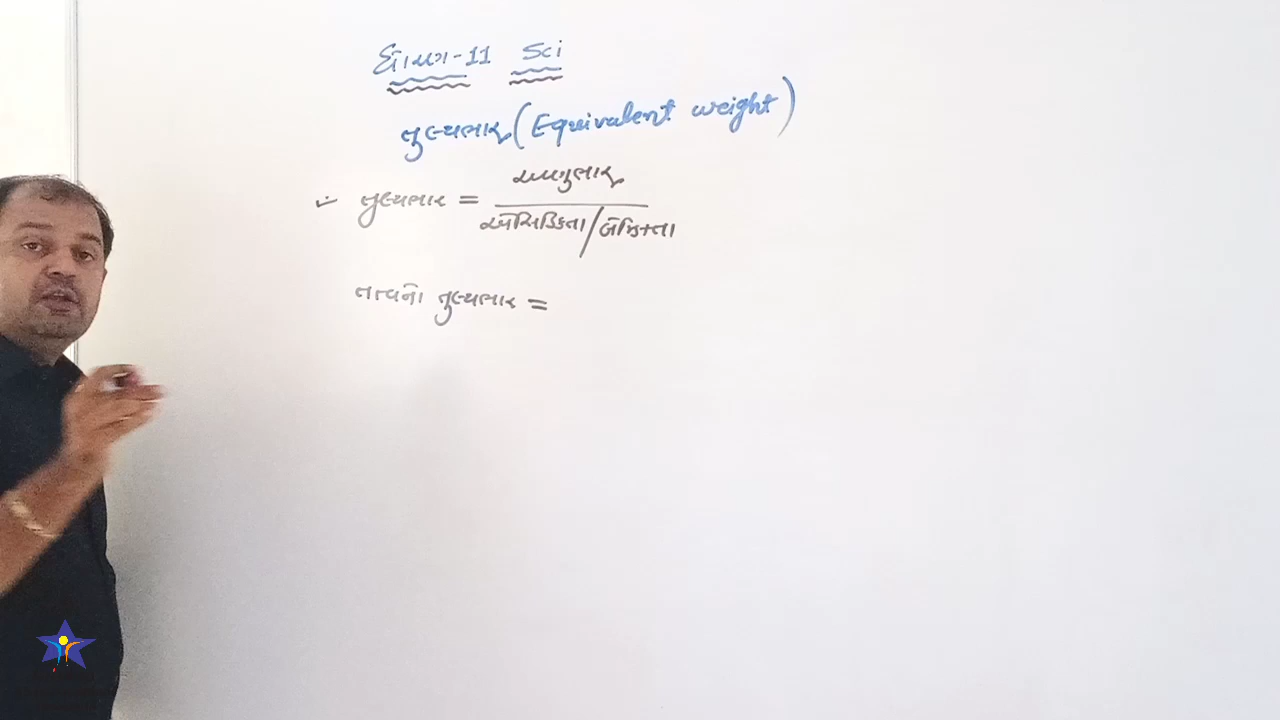 ધોરણ-11 Sci
તુલ્યભાર (Equivalent weight)
તુલ્યભાર = અણુભાર
એસિડિકતા/બેઝિકતા
તત્વનો તુલ્યભાર =